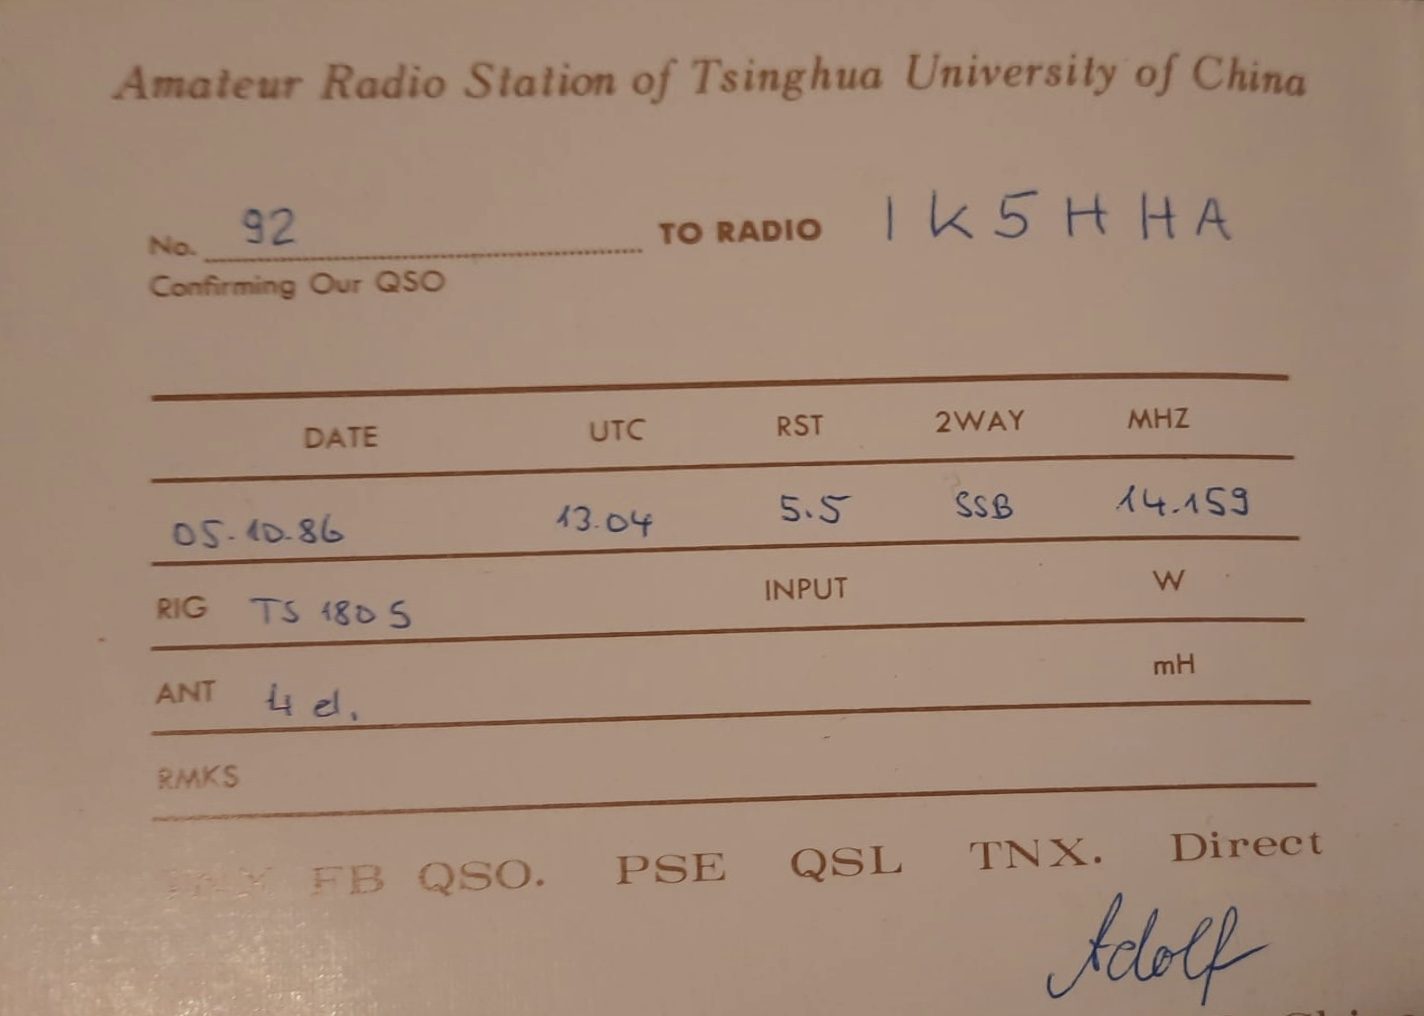 Amateur Radio Station of Tsinghua University of China
No. 92 TO RADIO IK5HHA
Confirming Our QSO
DATE UTC RST 2WAY MHZ
05.10.86 13.04 5.5 SSB 14.159
RIG TS 180 S INPUT W
ANT 4 el. mH
RMKS
TNX FB QSO. PSE QSL TNX. Direct
Adolf